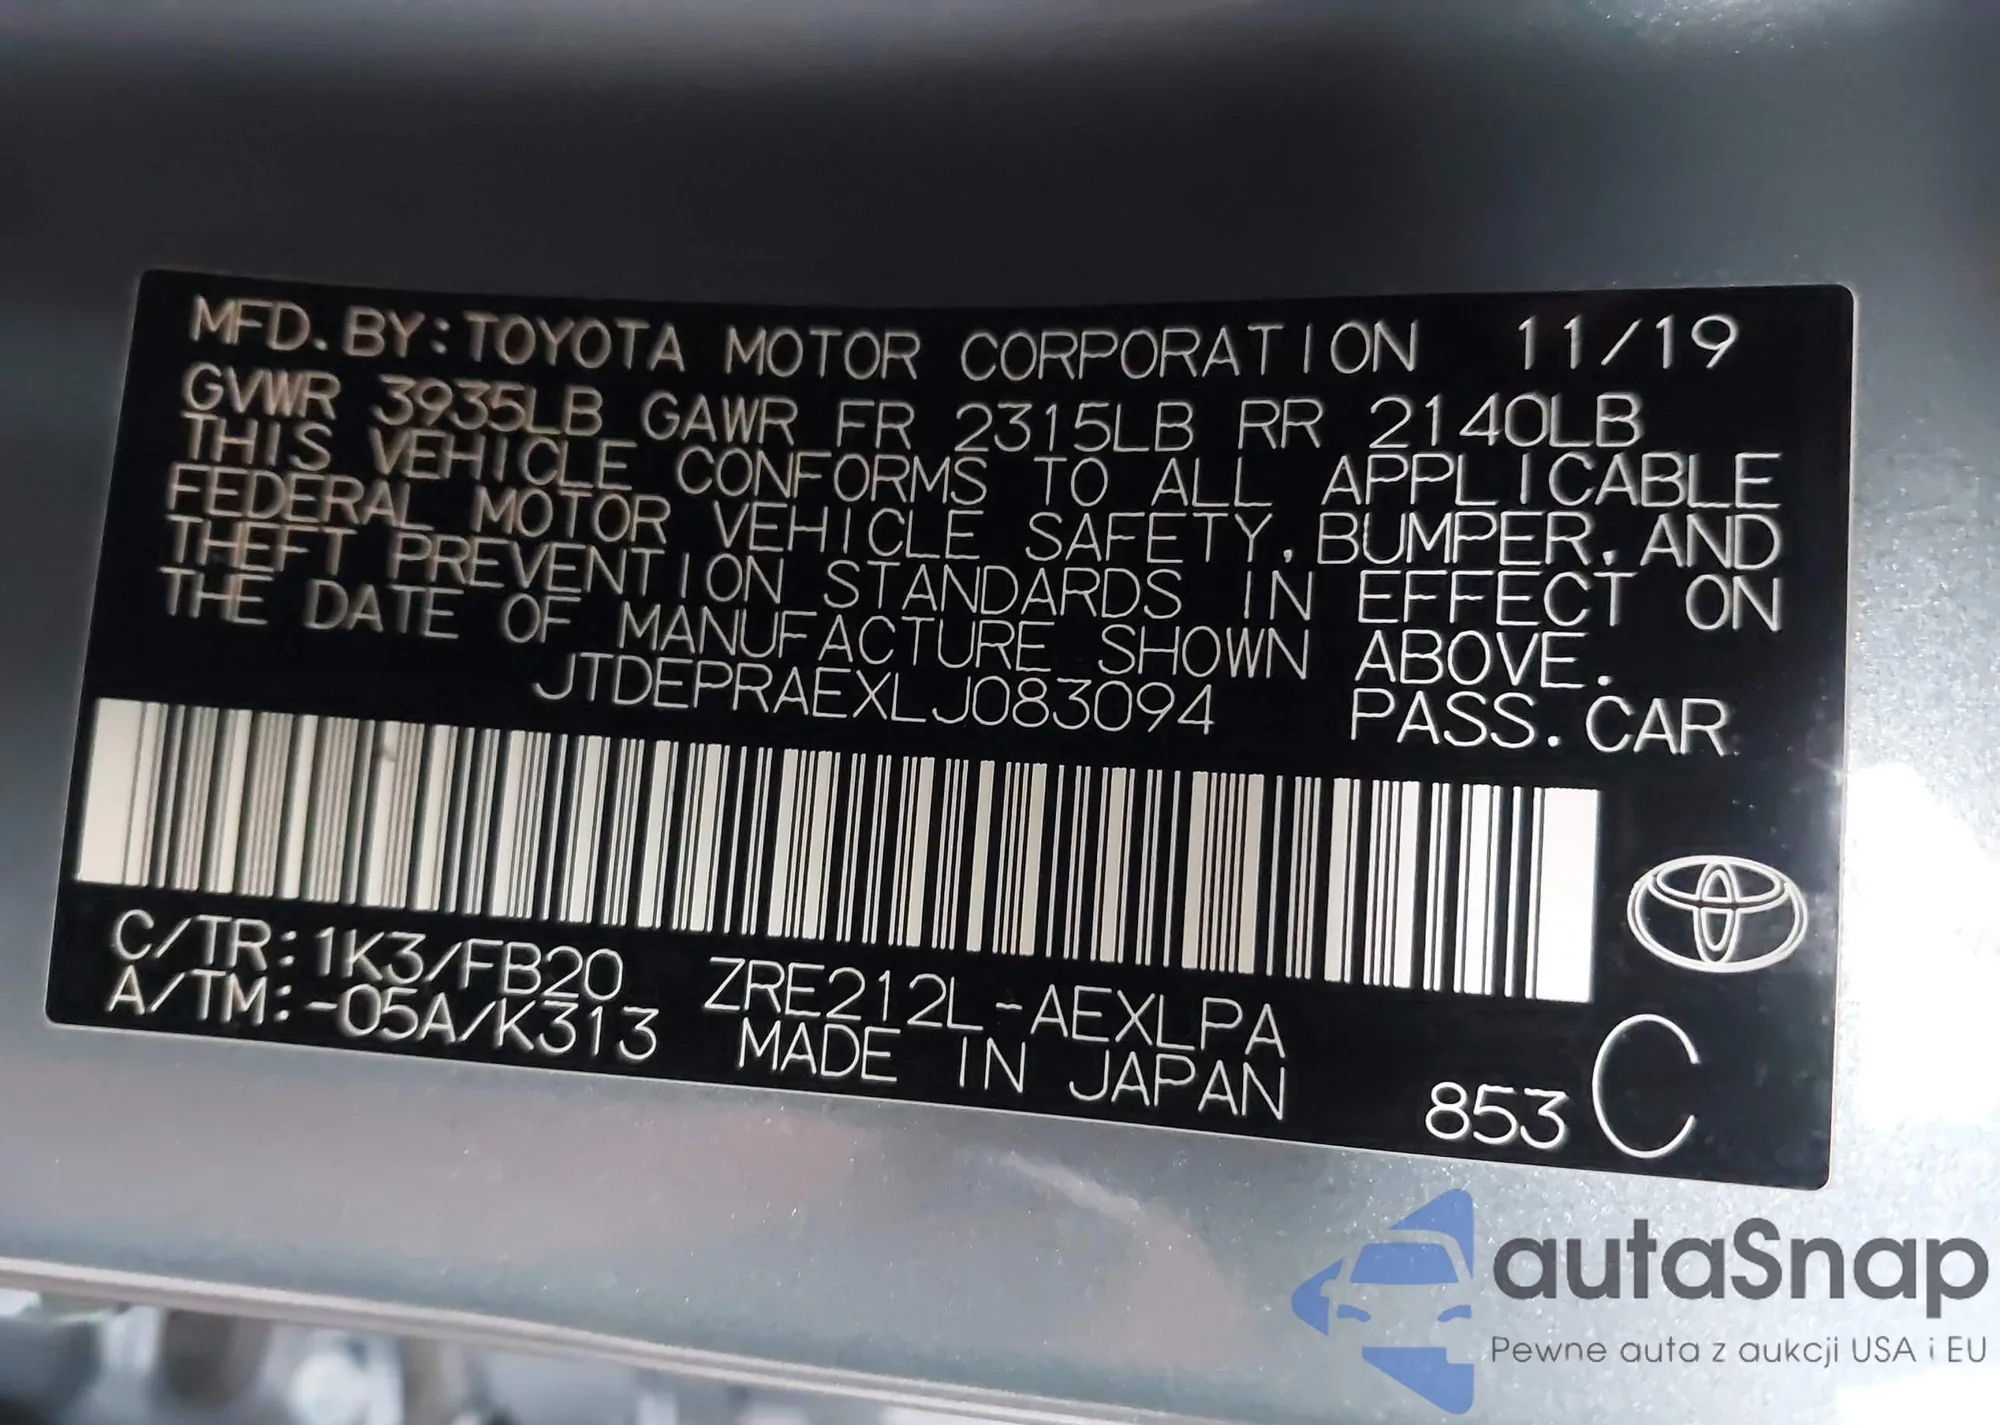 MFD. BY: TOYOTA MOTOR CORPORATION 11/19
GVWR 3935LB GAWR FR 2315LB RR 2140LB
THIS VEHICLE CONFORMS TO ALL APPLICABLE
FEDERAL MOTOR VEHICLE SAFETY, BUMPER, AND
THEFT PREVENTION STANDARDS IN EFFECT ON
THE DATE OF MANUFACTURE SHOWN ABOVE.
JTDEPRAEXLJ083094 PASS. CAR
C/TR: 1K3/FB20 ZRE212L-AEXLPA
A/TM: -05A/K313 MADE IN JAPAN
853 C
autaSnap
Pewne auta z aukcji USA i EU